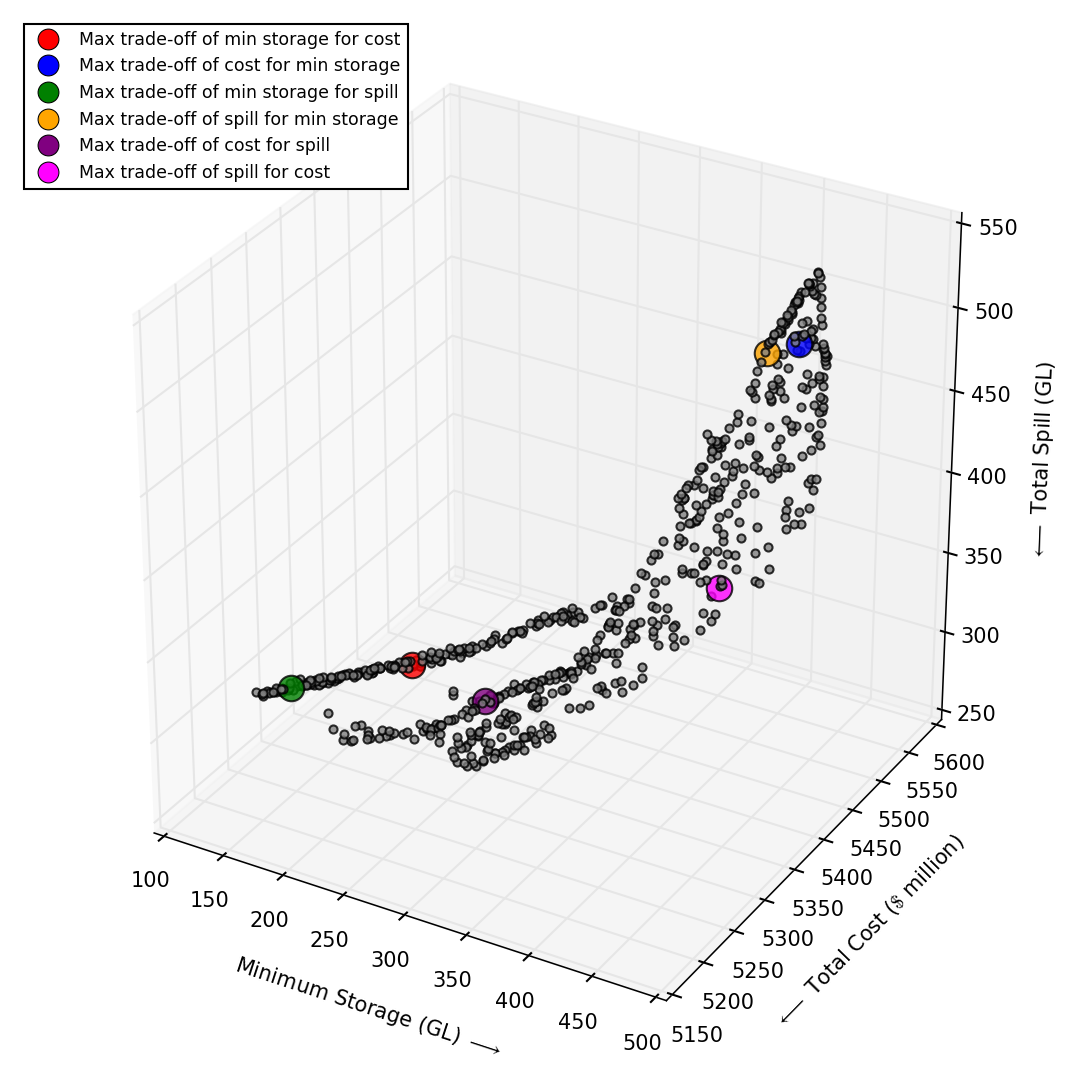 Max trade-off of min storage for cost
Max trade-off of cost for min storage
Max trade-off of min storage for spill
Max trade-off of spill for min storage
Max trade-off of cost for spill
Max trade-off of spill for cost
550
500
450
400
350
300
250
← Total Spill (GL)
5600
5550
5500
5450
5400
5350
5300
5250
5200
5150
← Total Cost ($ million)
100
150
200
250
300
350
400
450
500
Minimum Storage (GL) →